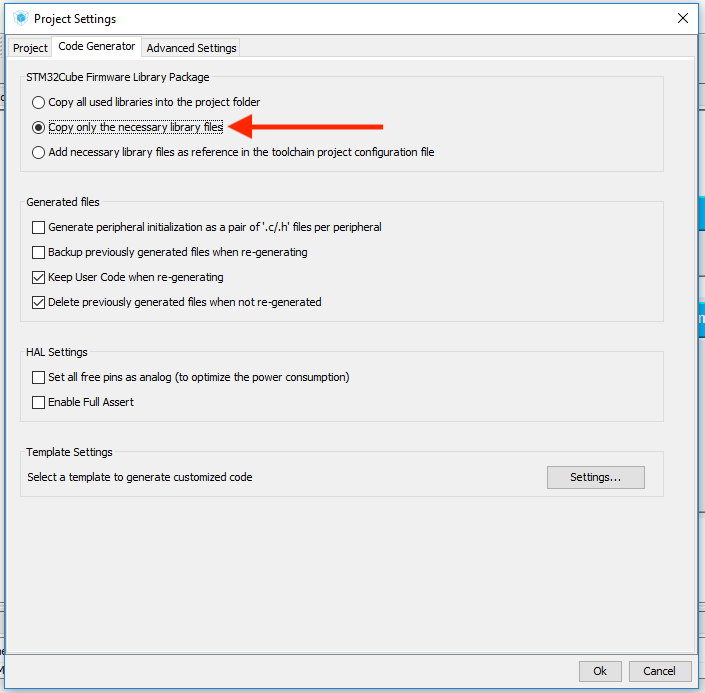 Project Settings
Project
Code Generator
Advanced Settings
STM32Cube Firmware Library Package
Copy all used libraries into the project folder
Copy only the necessary library files
Add necessary library files as reference in the toolchain project configuration file
Generated files
Generate peripheral initialization as a pair of '.c/.h' files per peripheral
Backup previously generated files when re-generating
Keep User Code when re-generating
Delete previously generated files when not re-generated
HAL Settings
Set all free pins as analog (to optimize the power consumption)
Enable Full Assert
Template Settings
Select a template to generate customized code
Settings...
Ok
Cancel